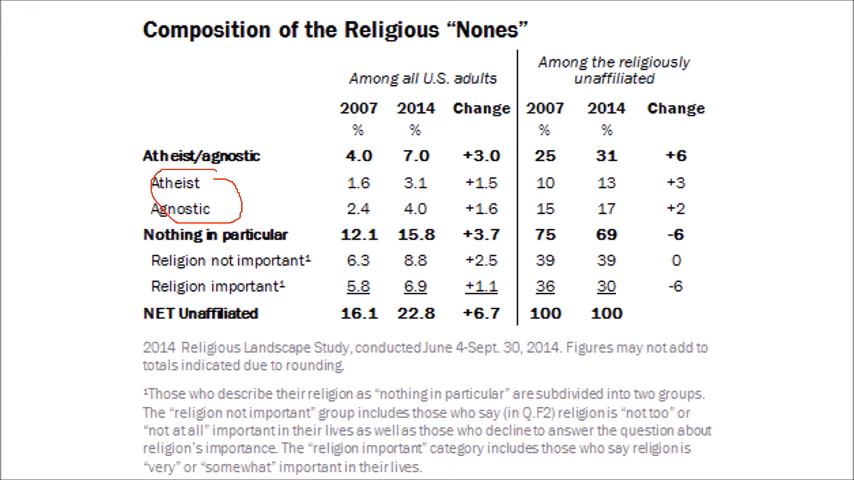 Composition of the Religious “Nones”
Among all U.S. adults
Among the religiously
unaffiliated
2007 2014 Change 2007 2014 Change
% % % %
Atheist/agnostic 4.0 7.0 +3.0 25 31 +6
Atheist 1.6 3.1 +1.5 10 13 +3
Agnostic 2.4 4.0 +1.6 15 17 +2
Nothing in particular 12.1 15.8 +3.7 75 69 -6
Religion not important¹ 6.3 8.8 +2.5 39 39 0
Religion important¹ 5.8 6.9 +1.1 36 30 -6
NET Unaffiliated 16.1 22.8 +6.7 100 100
2014 Religious Landscape Study, conducted June 4-Sept. 30, 2014. Figures may not add to
totals indicated due to rounding.
¹Those who describe their religion as “nothing in particular” are subdivided into two groups.
The “religion not important” group includes those who say (in Q.F2) religion is “not too” or
“not at all” important in their lives as well as those who decline to answer the question about
religion’s importance. The “religion important” category includes those who say religion is
“very” or “somewhat” important in their lives.